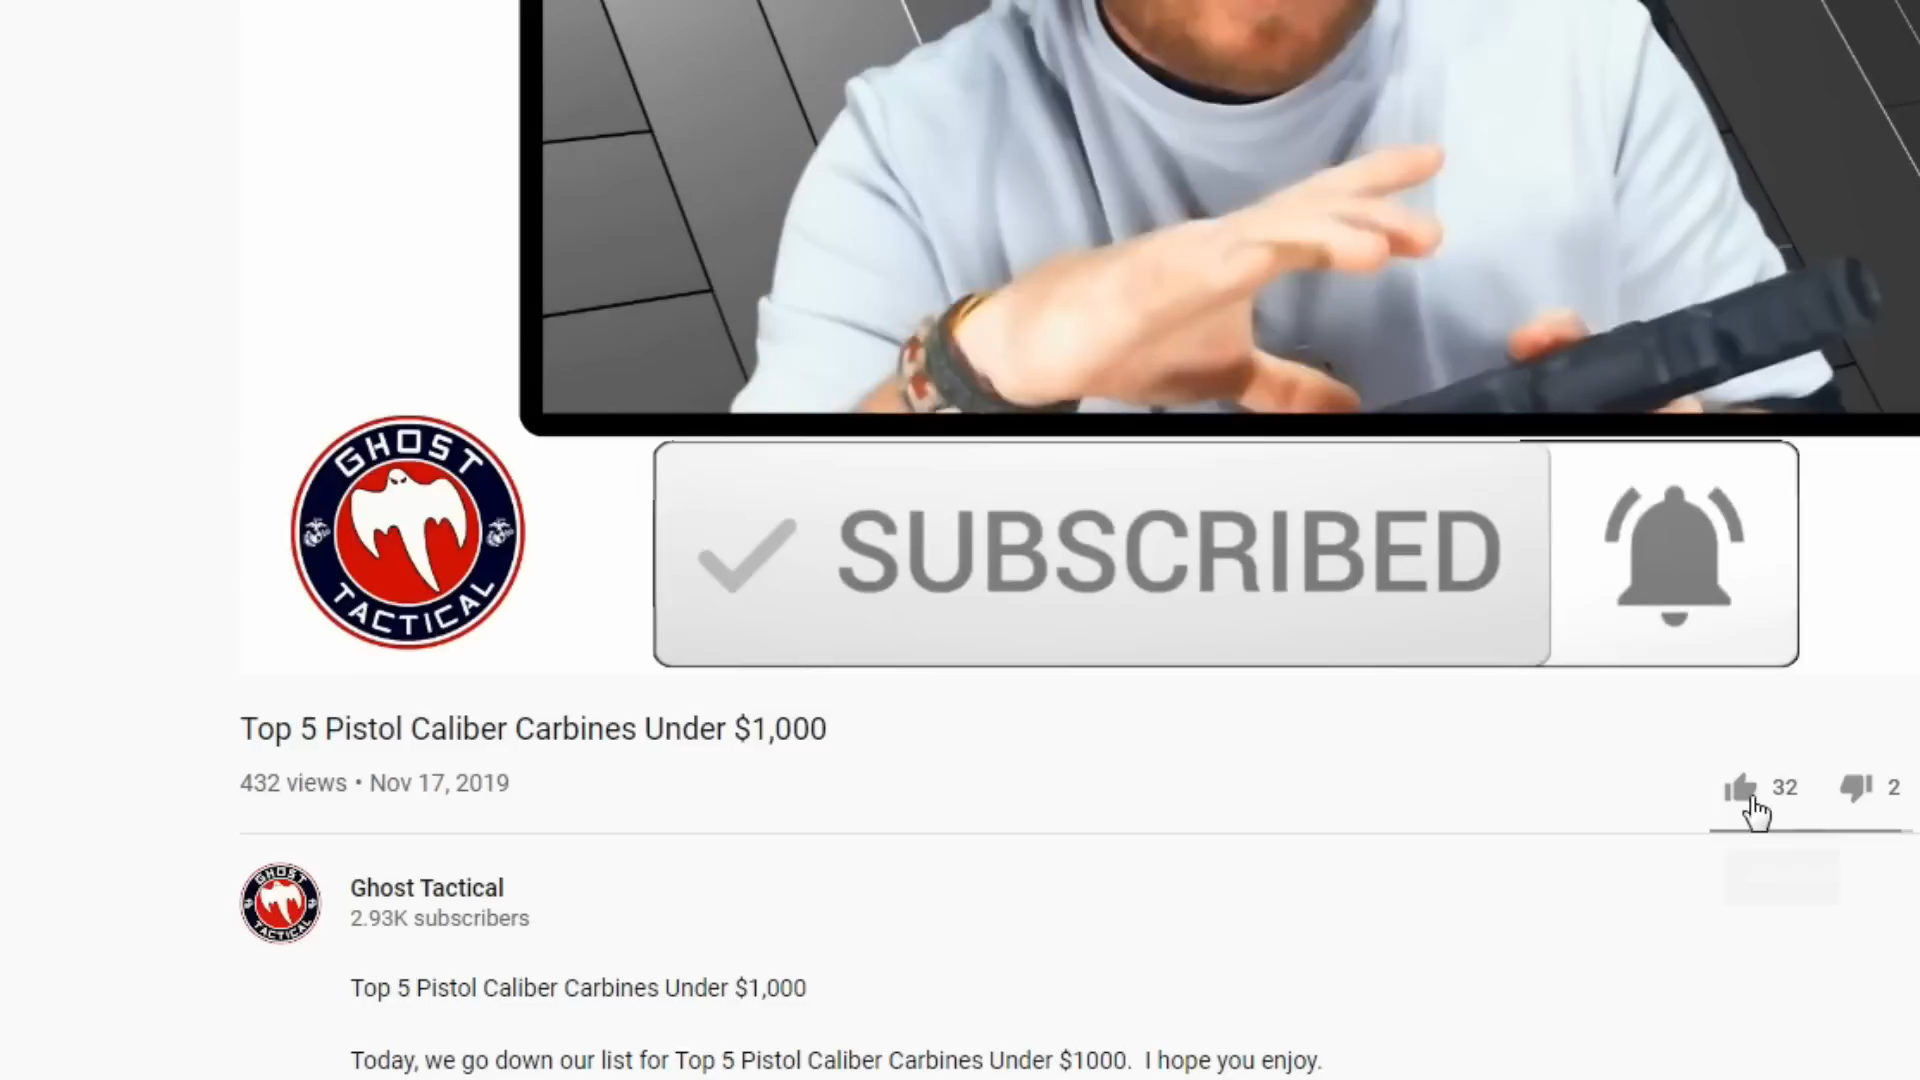 GHOST
TACTICAL
SUBSCRIBED
Top 5 Pistol Caliber Carbines Under $1,000
432 views • Nov 17, 2019
32
2
GHOST
TACTICAL
Ghost Tactical
2.93K subscribers
Top 5 Pistol Caliber Carbines Under $1,000
Today, we go down our list for Top 5 Pistol Caliber Carbines Under $1000.  I hope you enjoy.